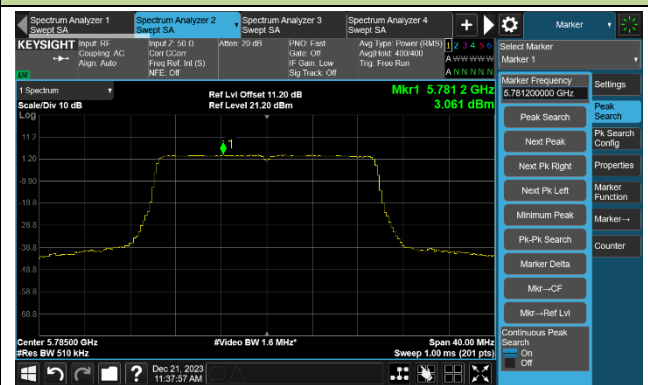 Spectrum Analyzer 1
Swept SA
Spectrum Analyzer 2
Swept SA
Spectrum Analyzer 3
Swept SA
Spectrum Analyzer 4
Swept SA
+
Marker
KEYSIGHT
Input: RF
Coupling: AC
Align: Auto
Input Z: 50 Ω
Corr CCorr
Freq Ref: Int (S)
NFE: Off
Atten: 20 dB
PNO: Fast
Gate: Off
IF Gain: Low
Sig Track: Off
Avg Type: Power (RMS)
Avg|Hold: 400/400
Trig: Free Run
1 2 3 4 5 6
A W W W W W
A N N N N N
LXI
Select Marker
Marker 1
1 Spectrum
Scale/Div 10 dB
Log
Ref Lvl Offset 11.20 dB
Ref Level 21.20 dBm
Mkr1 5.781 2 GHz
3.061 dBm
11.2
1.20
-8.80
-18.8
-28.8
-38.8
-48.8
-58.8
-68.8
1
Center 5.78500 GHz
#Res BW 510 kHz
#Video BW 1.6 MHz*
Span 40.00 MHz
Sweep 1.00 ms (201 pts)
Marker Frequency
5.781200000 GHz
Peak Search
Next Peak
Next Pk Right
Next Pk Left
Minimum Peak
Pk-Pk Search
Marker Delta
Mkr→CF
Mkr→Ref Lvl
Continuous Peak
Search
On
Off
Settings
Peak
Search
Pk Search
Config
Properties
Marker
Function
Marker→
Counter
?
Dec 21, 2023
11:37:57 AM